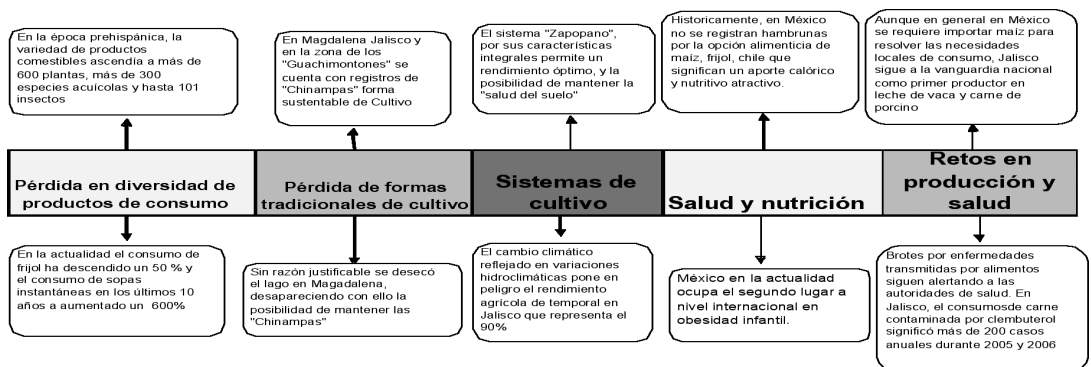 En la época prehispánica, la
variedad de productos
comestibles ascendía a más de
600 plantas, más de 300
especies acuícolas y hasta 101
insectos
En Magdalena Jalisco y
en la zona de los
"Guachimontones" se
cuenta con registros de
"Chinampas" forma
sustentable de Cultivo
El sistema "Zapopano",
por sus características
integrales permite un
rendimiento óptimo, y la
posibilidad de mantener la
"salud del suelo"
Historicamente, en México
no se registran hambrunas
por la opción alimenticia de
maíz, frijol, chile que
significan un aporte calórico
y nutritivo atractivo.
Aunque en general en México
se requiere importar maíz para
resolver las necesidades
locales de consumo, Jalisco
sigue a la vanguardia nacional
como primer productor en
leche de vaca y carne de
porcino
Pérdida en diversidad de
productos de consumo
Pérdida de formas
tradicionales de cultivo
Sistemas de
cultivo
Salud y nutrición
Retos en
producción y
salud
En la actualidad el consumo de
frijol ha descendido un 50 % y
el consumo de sopas
instantáneas en los últimos 10
años a aumentado un 600%
Sin razón justificable se desecó
el lago en Magadalena,
desapareciendo con ello la
posibilidad de mantener las
"Chinampas"
El cambio climático
reflejado en variaciones
hidroclimáticas pone en
peligro el rendimiento
agrícola de temporal en
Jalisco que representa el
90%
México en la actualidad
ocupa el segundo lugar a
nivel internacional en
obesidad infantil.
Brotes por enfermedades
transmitidas por alimentos
siguen alertando a las
autoridades de salud. En
Jalisco, el consumosde carne
contaminada por clembuterol
significó más de 200 casos
anuales durante 2005 y 2006